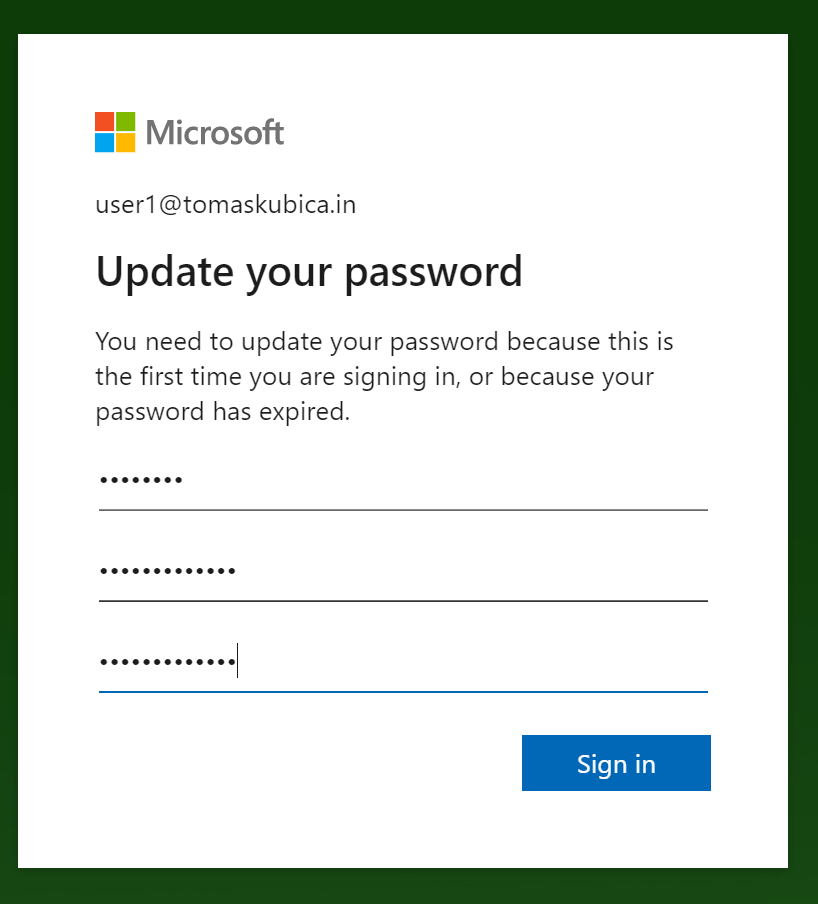 Microsoft
user1@tomaskubica.in
Update your password
You need to update your password because this is
the first time you are signing in, or because your
password has expired.
••••••••
•••••••••••••
•••••••••••••
Sign in